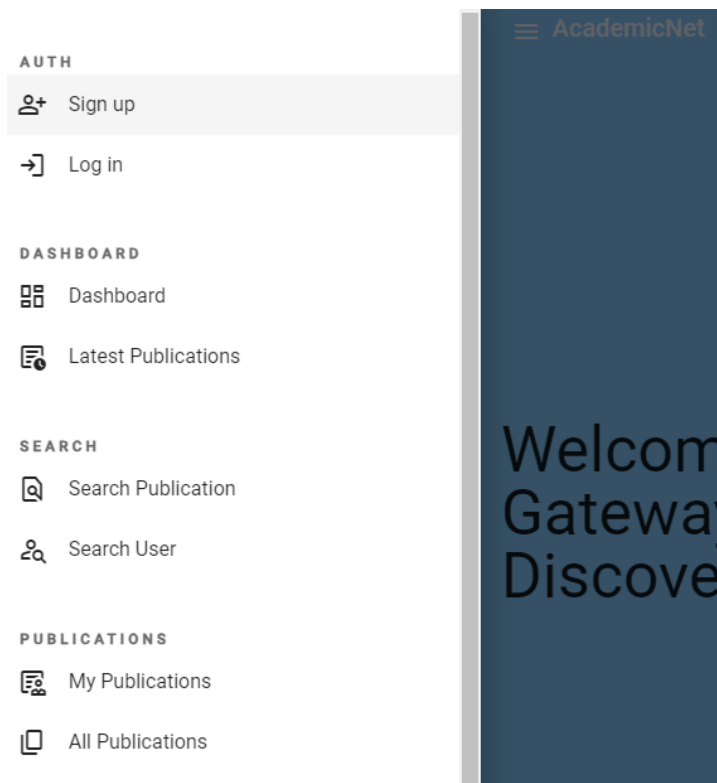 AUTH
Sign up
Log in
DASHBOARD
Dashboard
Latest Publications
SEARCH
Search Publication
Search User
PUBLICATIONS
My Publications
All Publications
AcademicNet
Welcom
Gateway
Discove